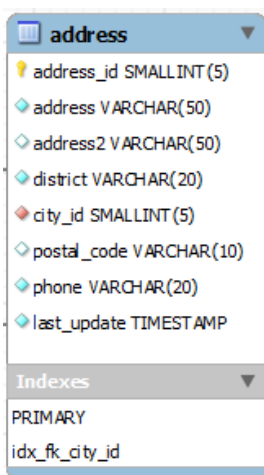 address
address_id SMALLINT(5)
address VARCHAR(50)
address2 VARCHAR(50)
district VARCHAR(20)
city_id SMALLINT(5)
postal_code VARCHAR(10)
phone VARCHAR(20)
last_update TIMESTAMP
Indexes
PRIMARY
idx_fk_city_id